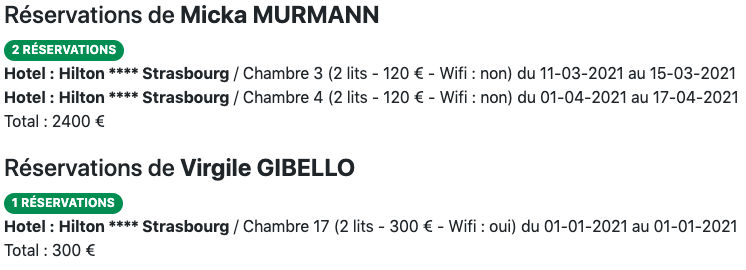 Réservations de Micka MURMANN
2 RÉSERVATIONS
Hotel : Hilton **** Strasbourg / Chambre 3 (2 lits - 120 € - Wifi : non) du 11-03-2021 au 15-03-2021
Hotel : Hilton **** Strasbourg / Chambre 4 (2 lits - 120 € - Wifi : non) du 01-04-2021 au 17-04-2021
Total : 2400 €
Réservations de Virgile GIBELLO
1 RÉSERVATIONS
Hotel : Hilton **** Strasbourg / Chambre 17 (2 lits - 300 € - Wifi : oui) du 01-01-2021 au 01-01-2021
Total : 300 €